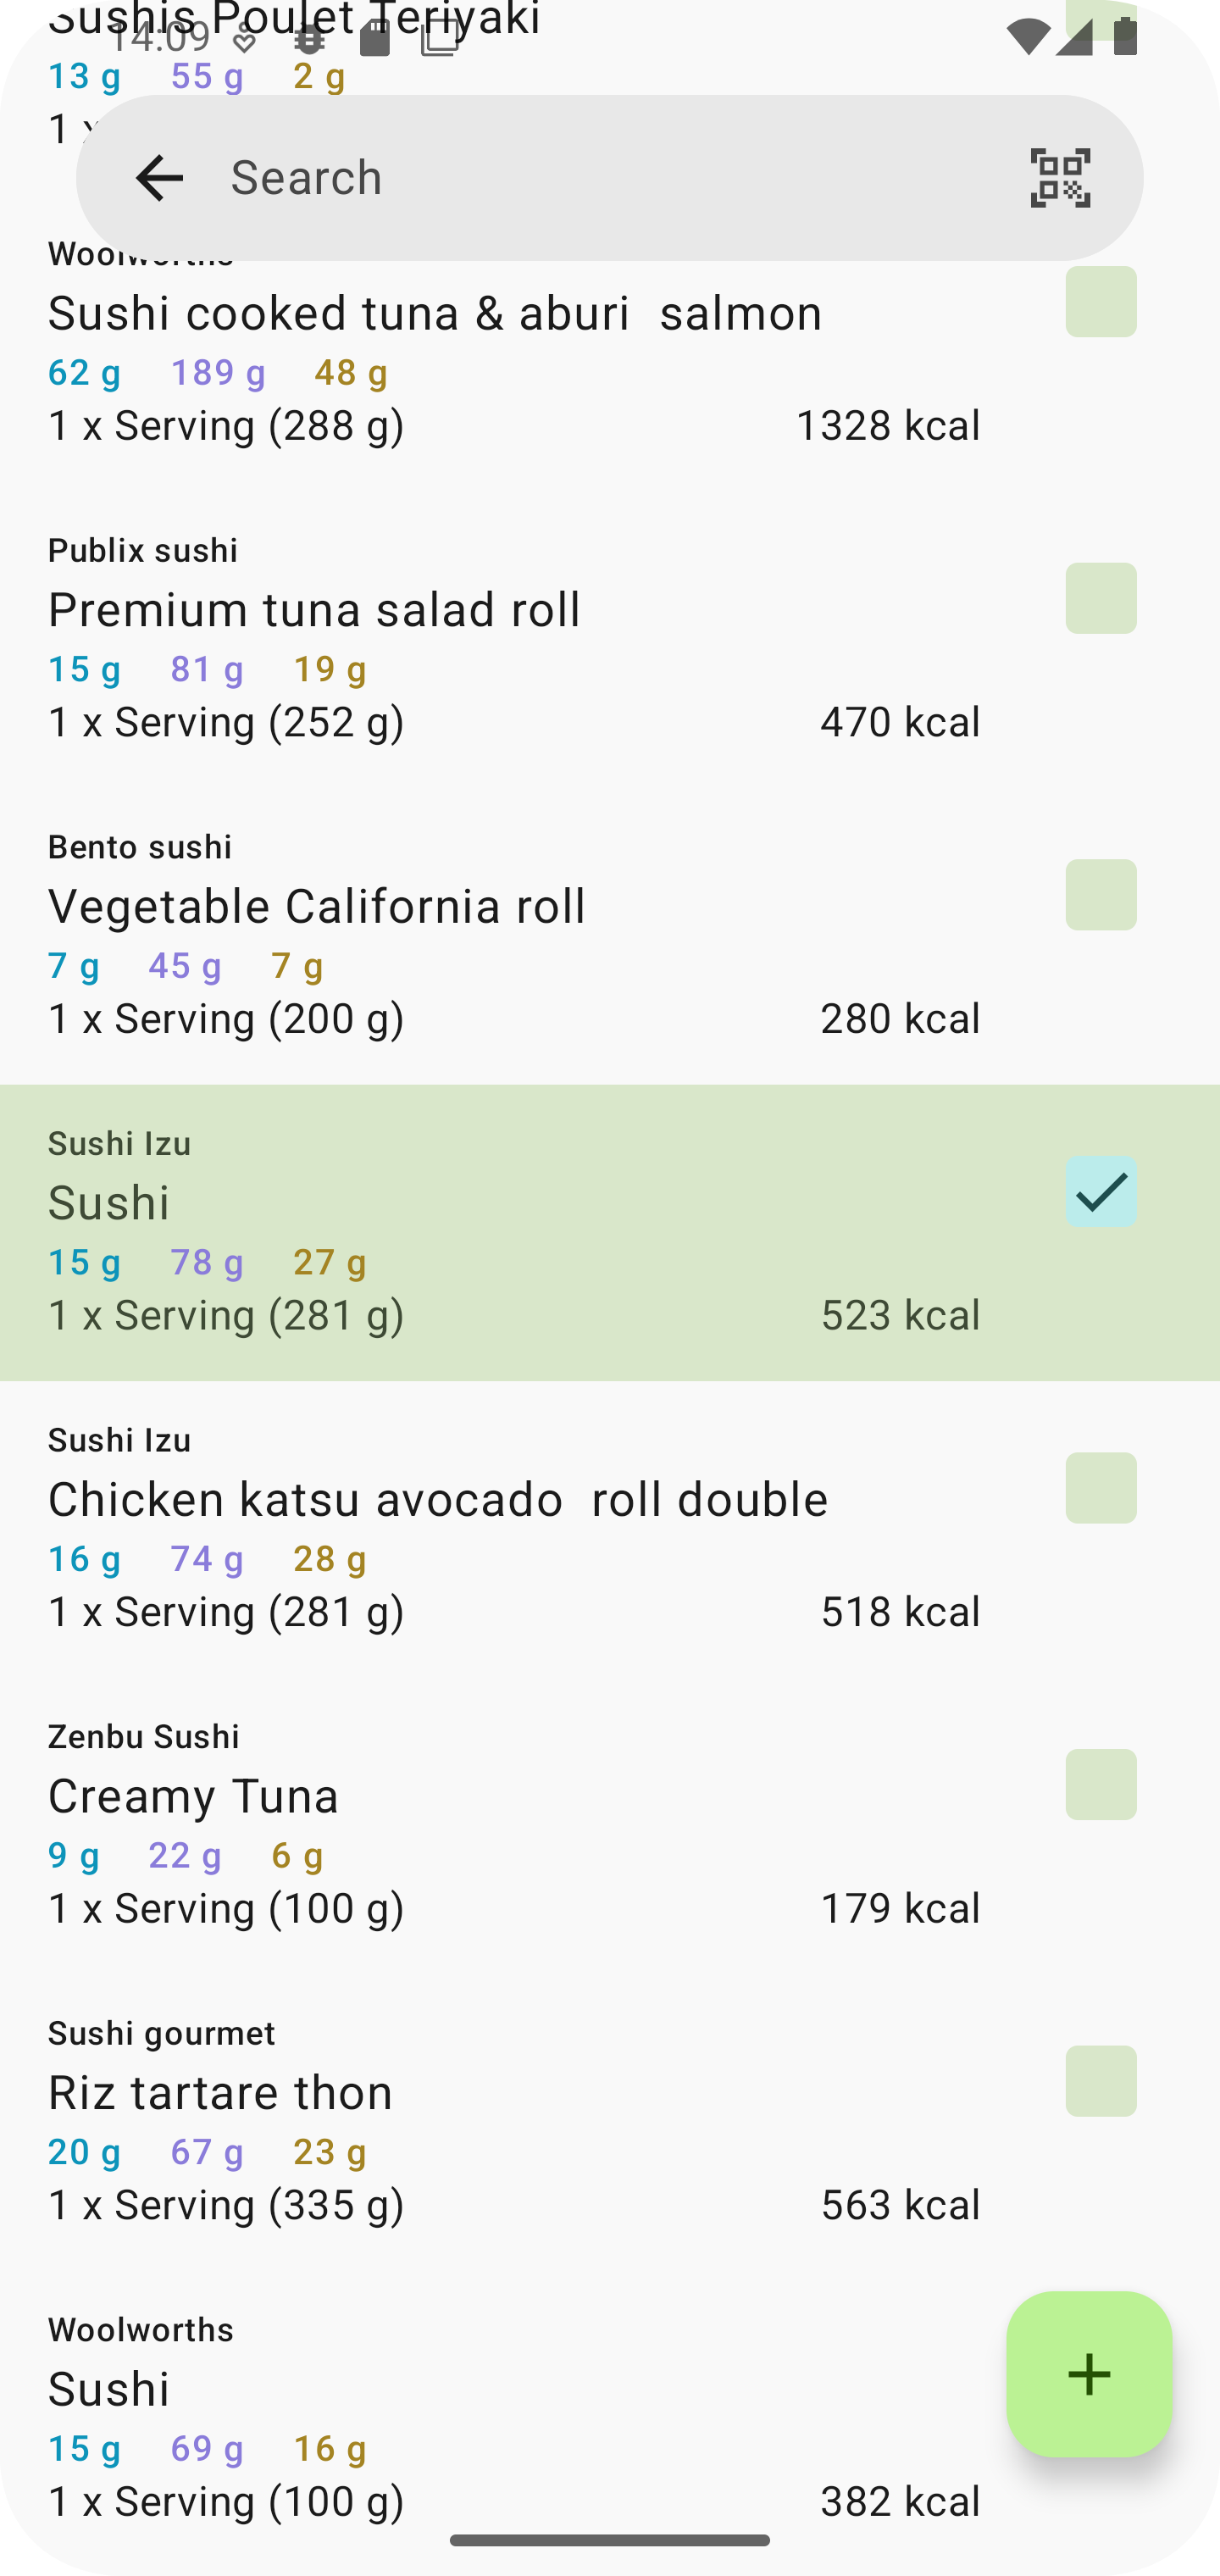 Sushis Poulet Teriyaki
14:09
13 g 55 g 2 g
1 x
Search
Woolworths
Sushi cooked tuna & aburi  salmon
62 g 189 g 48 g
1 x Serving (288 g) 1328 kcal
Publix sushi
Premium tuna salad roll
15 g 81 g 19 g
1 x Serving (252 g) 470 kcal
Bento sushi
Vegetable California roll
7 g 45 g 7 g
1 x Serving (200 g) 280 kcal
Sushi Izu
Sushi
15 g 78 g 27 g
1 x Serving (281 g) 523 kcal
Sushi Izu
Chicken katsu avocado  roll double
16 g 74 g 28 g
1 x Serving (281 g) 518 kcal
Zenbu Sushi
Creamy Tuna
9 g 22 g 6 g
1 x Serving (100 g) 179 kcal
Sushi gourmet
Riz tartare thon
20 g 67 g 23 g
1 x Serving (335 g) 563 kcal
Woolworths
Sushi
15 g 69 g 16 g
1 x Serving (100 g) 382 kcal